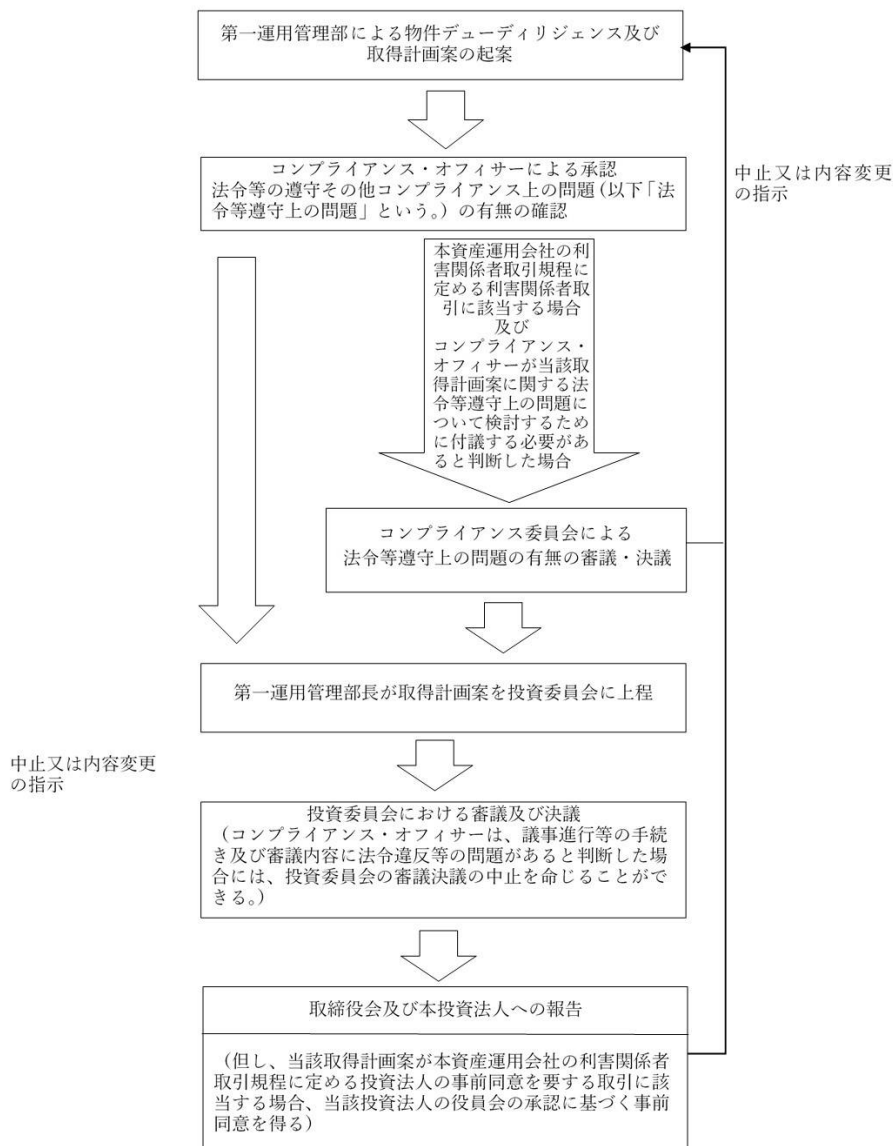 第一運用管理部による物件デューディリジェンス及び
取得計画案の起案
コンプライアンス・オフィサーによる承認
法令等の遵守その他コンプライアンス上の問題(以下「法
令等遵守上の問題」という。)の有無の確認
中止又は内容変更
の指示
本資産運用会社の利
害関係者取引規程に
定める利害関係者取
引に該当する場合
及び
コンプライアンス・
オフィサーが当該取
得計画案に関する法
令等遵守上の問題に
ついて検討するため
に付議する必要があ
ると判断した場合
コンプライアンス委員会による
法令等遵守上の問題の有無の審議・決議
第一運用管理部長が取得計画案を投資委員会に上程
中止又は内容変更
の指示
投資委員会における審議及び決議
(コンプライアンス・オフィサーは、議事進行等の手続
き及び審議内容に法令違反等の問題があると判断した場
合には、投資委員会の審議決議の中止を命じることがで
きる。)
取締役会及び本投資法人への報告
(但し、当該取得計画案が本資産運用会社の利害関係者
取引規程に定める投資法人の事前同意を要する取引に該
当する場合、当該投資法人の役員会の承認に基づく事前
同意を得る)